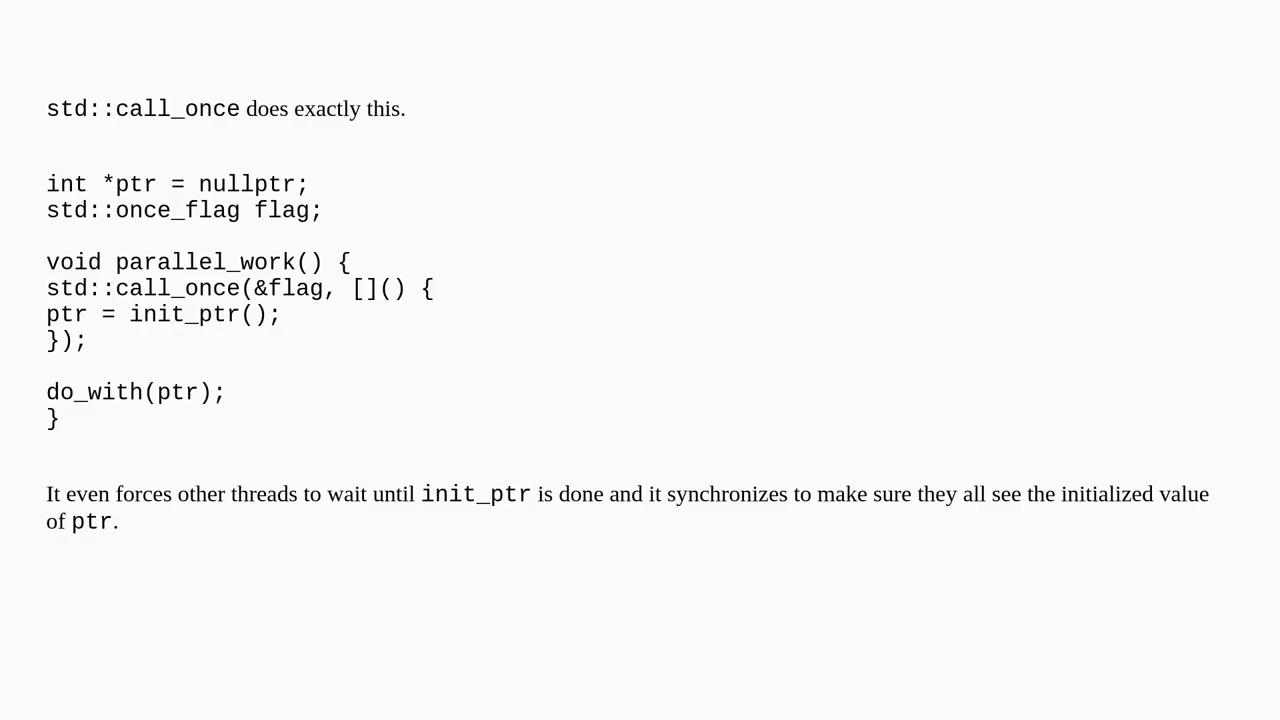 std::call_once does exactly this.
int *ptr = nullptr;
std::once_flag flag;
void parallel_work() {
std::call_once(&flag, []() {
ptr = init_ptr();
});
do_with(ptr);
}
It even forces other threads to wait until init_ptr is done and it synchronizes to make sure they all see the initialized value
of ptr.